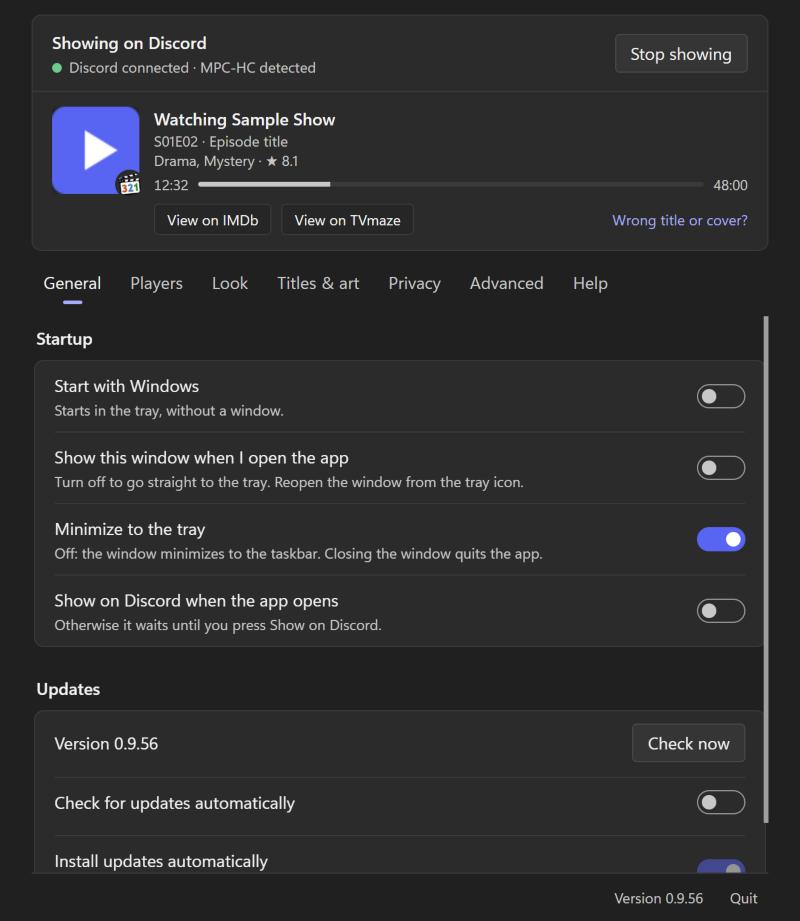 Showing on Discord
Stop showing
Discord connected · MPC-HC detected
Watching Sample Show
S01E02 · Episode title
Drama, Mystery · ★ 8.1
321
12:32
48:00
View on IMDb
View on TVmaze
Wrong title or cover?
General
Players
Look
Titles & art
Privacy
Advanced
Help
Startup
Start with Windows
Starts in the tray, without a window.
Show this window when I open the app
Turn off to go straight to the tray. Reopen the window from the tray icon.
Minimize to the tray
Off: the window minimizes to the taskbar. Closing the window quits the app.
Show on Discord when the app opens
Otherwise it waits until you press Show on Discord.
Updates
Version 0.9.56
Check now
Check for updates automatically
Install updates automatically
Version 0.9.56
Quit